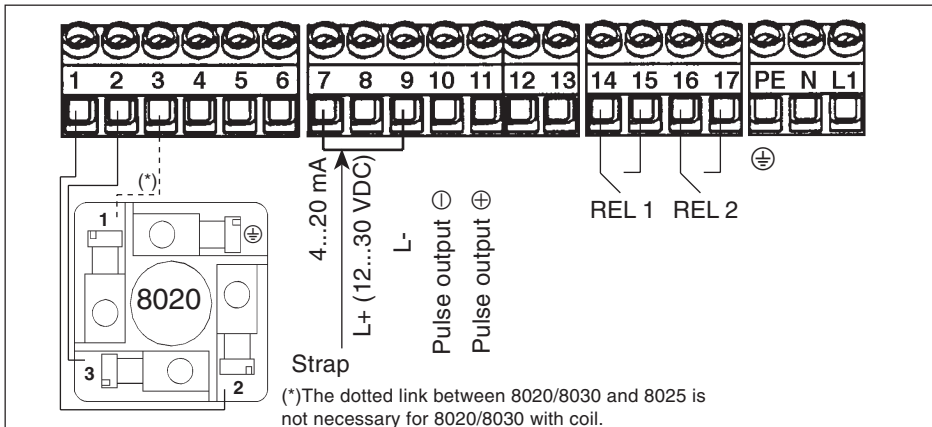 1 2 3 4 5 6 7 8 9 10 11 12 13 14 15 16 17 PE N L1
(*)
1
8020
3
2
4...20 mA
L+ (12...30 VDC)
L-
Pulse output ⊖
Pulse output ⊕
REL 1 REL 2
Strap
(*)The dotted link between 8020/8030 and 8025 is
not necessary for 8020/8030 with coil.